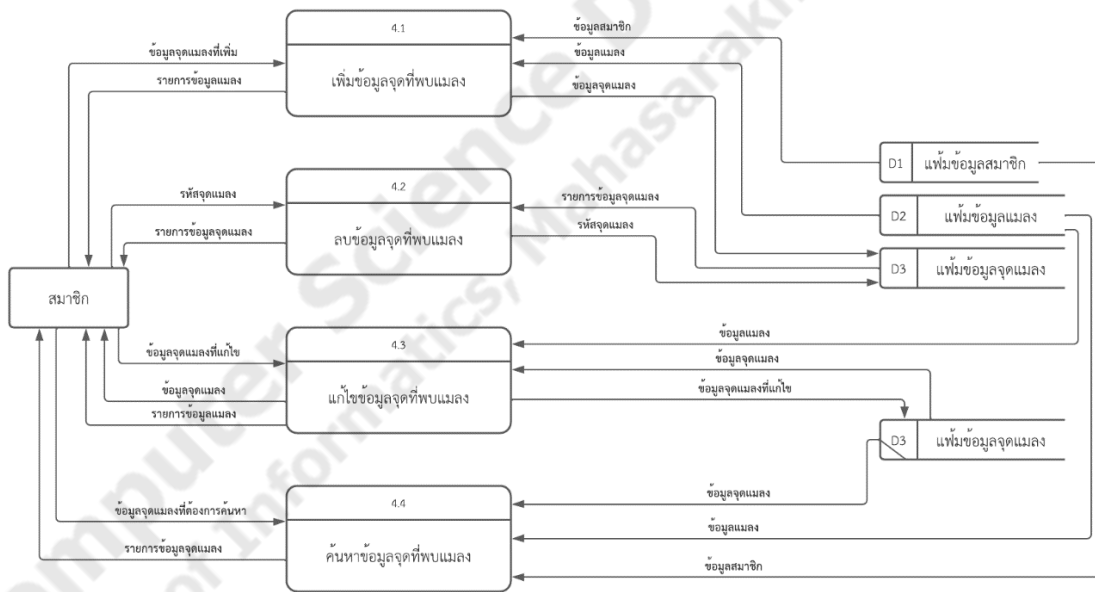 4.1
ข้อมูลสมาชิก
ข้อมูลจุดแมลงที่เพิ่ม
ข้อมูลแมลง
เพิ่มข้อมูลจุดที่พบแมลง
รายการข้อมูลแมลง
ข้อมูลจุดแมลง
D1 แฟ้มข้อมูลสมาชิก
4.2
รหัสจุดแมลง
รายการข้อมูลจุดแมลง
D2 แฟ้มข้อมูลแมลง
รายการข้อมูลจุดแมลง
ลบข้อมูลจุดที่พบแมลง
รหัสจุดแมลง
D3 แฟ้มข้อมูลจุดแมลง
สมาชิก
4.3
ข้อมูลแมลง
ข้อมูลจุดแมลงที่แก้ไข
ข้อมูลจุดแมลง
ข้อมูลจุดแมลง
แก้ไขข้อมูลจุดที่พบแมลง
ข้อมูลจุดแมลงที่แก้ไข
รายการข้อมูลแมลง
D3 แฟ้มข้อมูลจุดแมลง
4.4
ข้อมูลจุดแมลง
ข้อมูลจุดแมลงที่ต้องการค้นหา
ข้อมูลแมลง
รายการข้อมูลจุดแมลง
ค้นหาข้อมูลจุดที่พบแมลง
ข้อมูลสมาชิก
Computer Science D
of Informatics, Mahasarakh